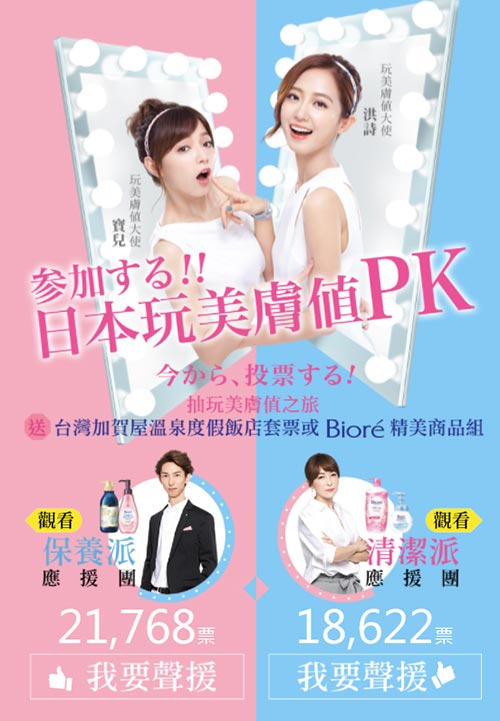 玩美膚值大使
洪詩
玩美膚值大使
寶兒
参加する!!
日本玩美膚值PK
今から、投票する!
抽玩美膚值之旅
送 台灣加賀屋溫泉度假飯店套票或 Bioré 精美商品組
觀看
保養派
應援團
21,768票
我要聲援
觀看
清潔派
應援團
18,622票
我要聲援